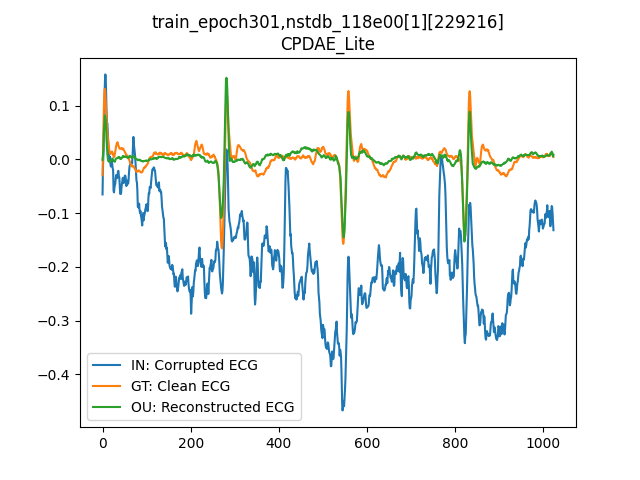 train_epoch301,nstdb_118e00[1][229216]
CPDAE_Lite
0.1
0.0
−0.1
−0.2
−0.3
−0.4
IN: Corrupted ECG
GT: Clean ECG
OU: Reconstructed ECG
0 200 400 600 800 1000